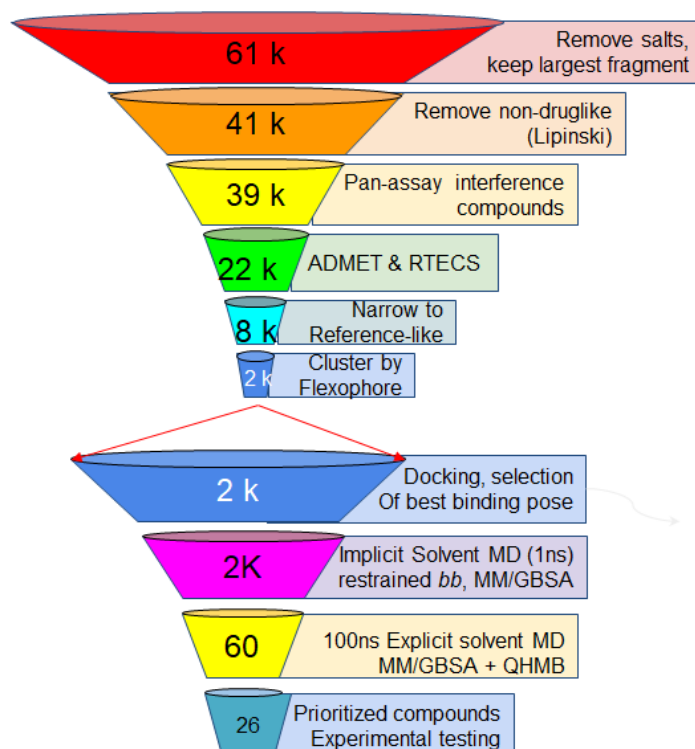 61 k
Remove salts,
keep largest fragment
41 k
Remove non-druglike
(Lipinski)
39 k
Pan-assay interference
compounds
22 k
ADMET & RTECS
8 k
Narrow to
Reference-like
2 k
Cluster by
Flexophore
2 k
Docking, selection
Of best binding pose
2K
Implicit Solvent MD (1ns)
restrained bb, MM/GBSA
60
100ns Explicit solvent MD
MM/GBSA + QHMB
26
Prioritized compounds
Experimental testing